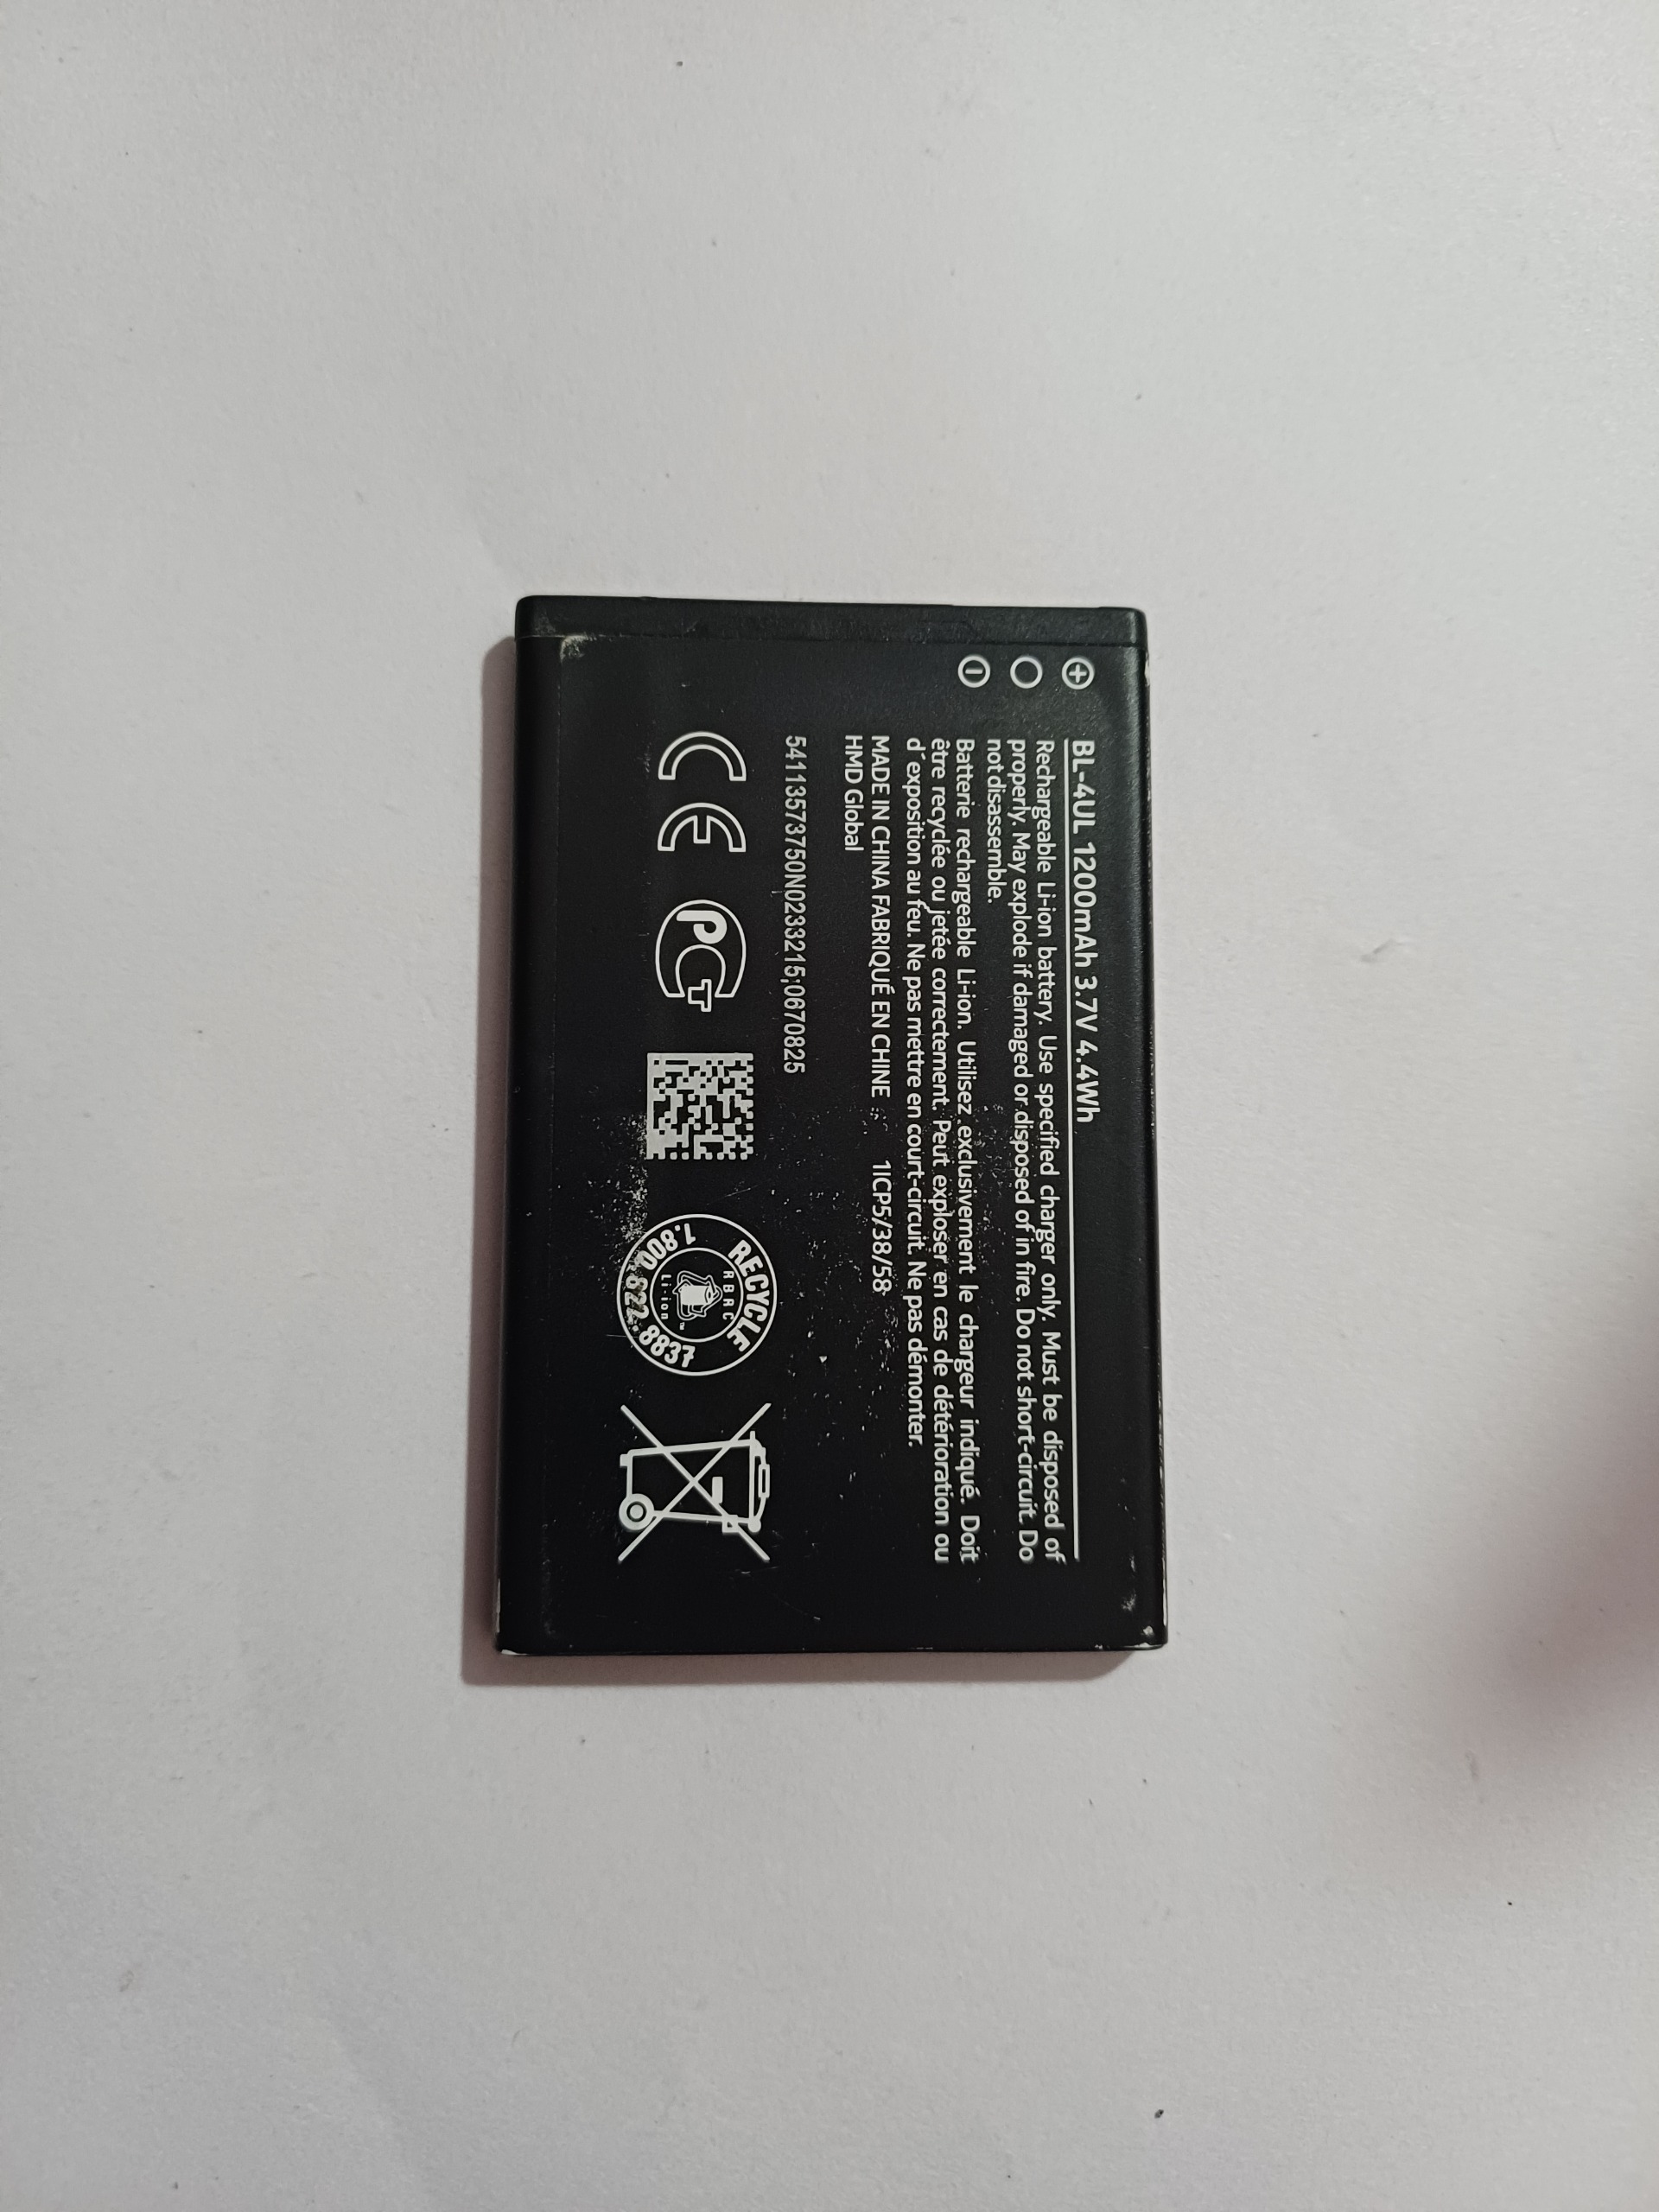 BL-4UL 1200mAh 3.7V 4.4Wh
Rechargeable Li-ion battery. Use specified charger only. Must be disposed of
properly. May explode if damaged or disposed of in fire. Do not short-circuit. Do
not disassemble.
Batterie rechargeable Li-ion. Utilisez exclusivement le chargeur indiqué. Doit
être recyclée ou jetée correctement. Peut exploser en cas de détérioration ou
d´exposition au feu. Ne pas mettre en court-circuit. Ne pas démonter.
MADE IN CHINA FABRIQUÉ EN CHINE 1ICP5/38/58
HMD Global
54113573750N0233215;0670825
CE PCT
RECYCLE
RBRC
Li-ion TM
1.800.822.8837